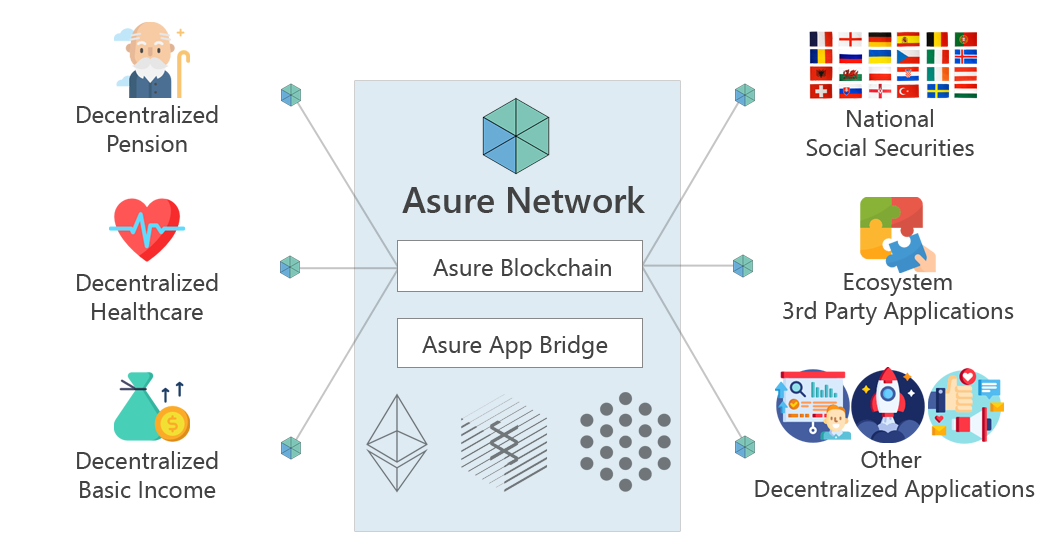 Decentralized
Pension
Decentralized
Healthcare
Decentralized
Basic Income
Asure Network
Asure Blockchain
Asure App Bridge
National
Social Securities
Ecosystem
3rd Party Applications
Other
Decentralized Applications